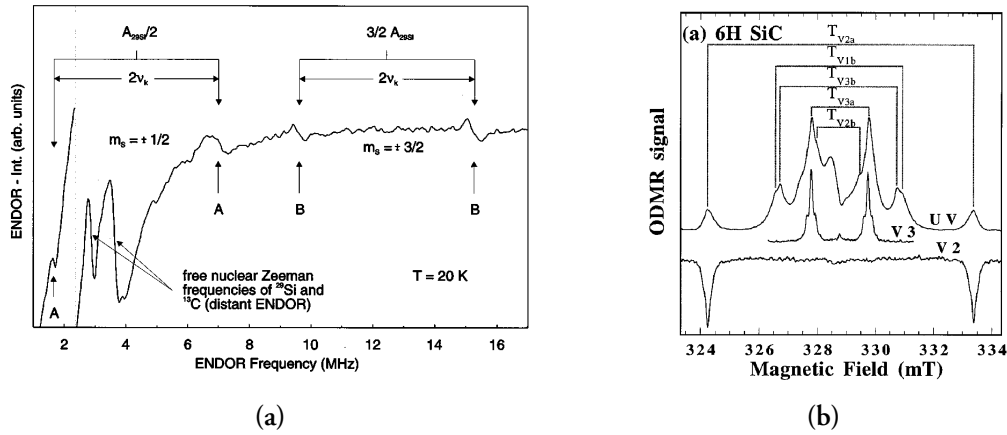 A29SI/2
3/2 A29SI
2νk
2νk
ms = ± 1/2
ms = ± 3/2
A
B
B
A
free nuclear Zeeman
frequencies of 29Si and
13C (distant ENDOR)
T = 20 K
ENDOR - Int. (arb. units)
2
4
6
8
10
12
14
16
ENDOR Frequency (MHz)
(a)
(a) 6H SiC
TV2a
TV1b
TV3b
TV3a
TV2b
UV
V3
V2
ODMR signal
324
326
328
330
332
334
Magnetic Field (mT)
(b)